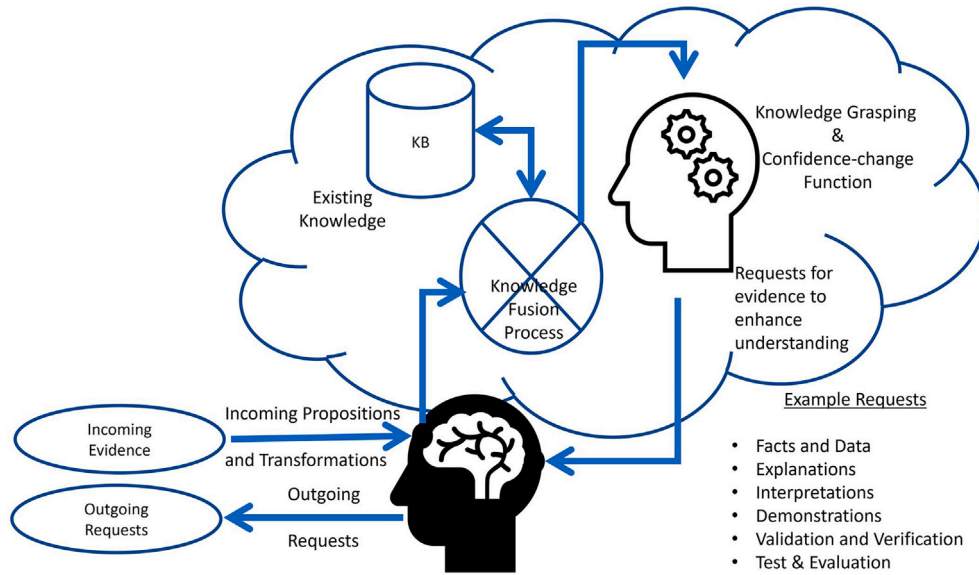 KB
Existing
Knowledge
Knowledge Grasping
&
Confidence-change
Function
Knowledge
Fusion
Process
Requests for
evidence to
enhance
understanding
Incoming
Evidence
Incoming Propositions
and Transformations
Outgoing
Requests
Outgoing
Requests
Example Requests
• Facts and Data
• Explanations
• Interpretations
• Demonstrations
• Validation and Verification
• Test & Evaluation